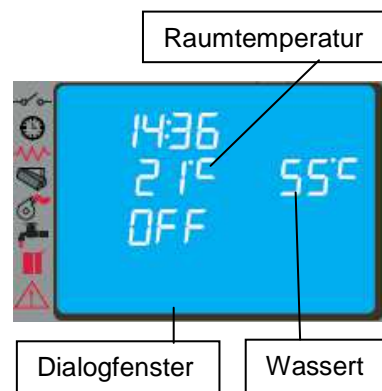 Raumtemperatur
14:36
21°C 55°C
OFF
Dialogfenster Wassert